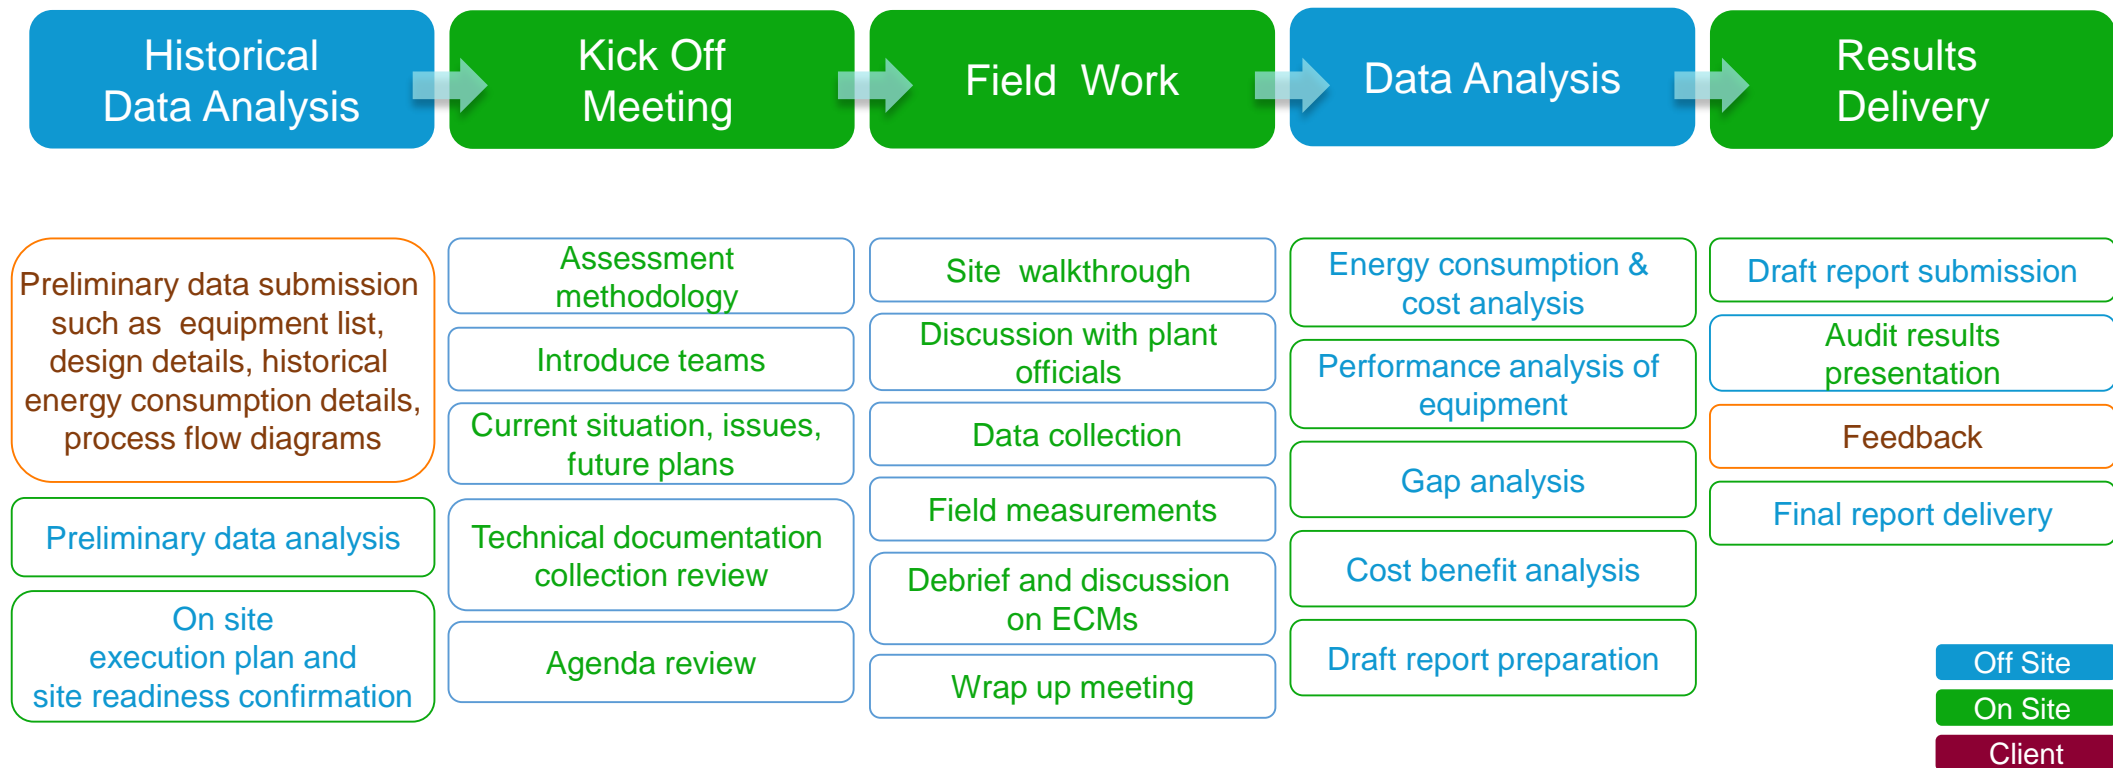 Historical
Data Analysis
Kick Off
Meeting
Field Work
Data Analysis
Results
Delivery
Preliminary data submission
such as equipment list,
design details, historical
energy consumption details,
process flow diagrams
Preliminary data analysis
On site
execution plan and
site readiness confirmation
Assessment
methodology
Introduce teams
Current situation, issues,
future plans
Technical documentation
collection review
Agenda review
Site walkthrough
Discussion with plant
officials
Data collection
Field measurements
Debrief and discussion
on ECMs
Wrap up meeting
Energy consumption &
cost analysis
Performance analysis of
equipment
Gap analysis
Cost benefit analysis
Draft report preparation
Draft report submission
Audit results
presentation
Feedback
Final report delivery
Off Site
On Site
Client